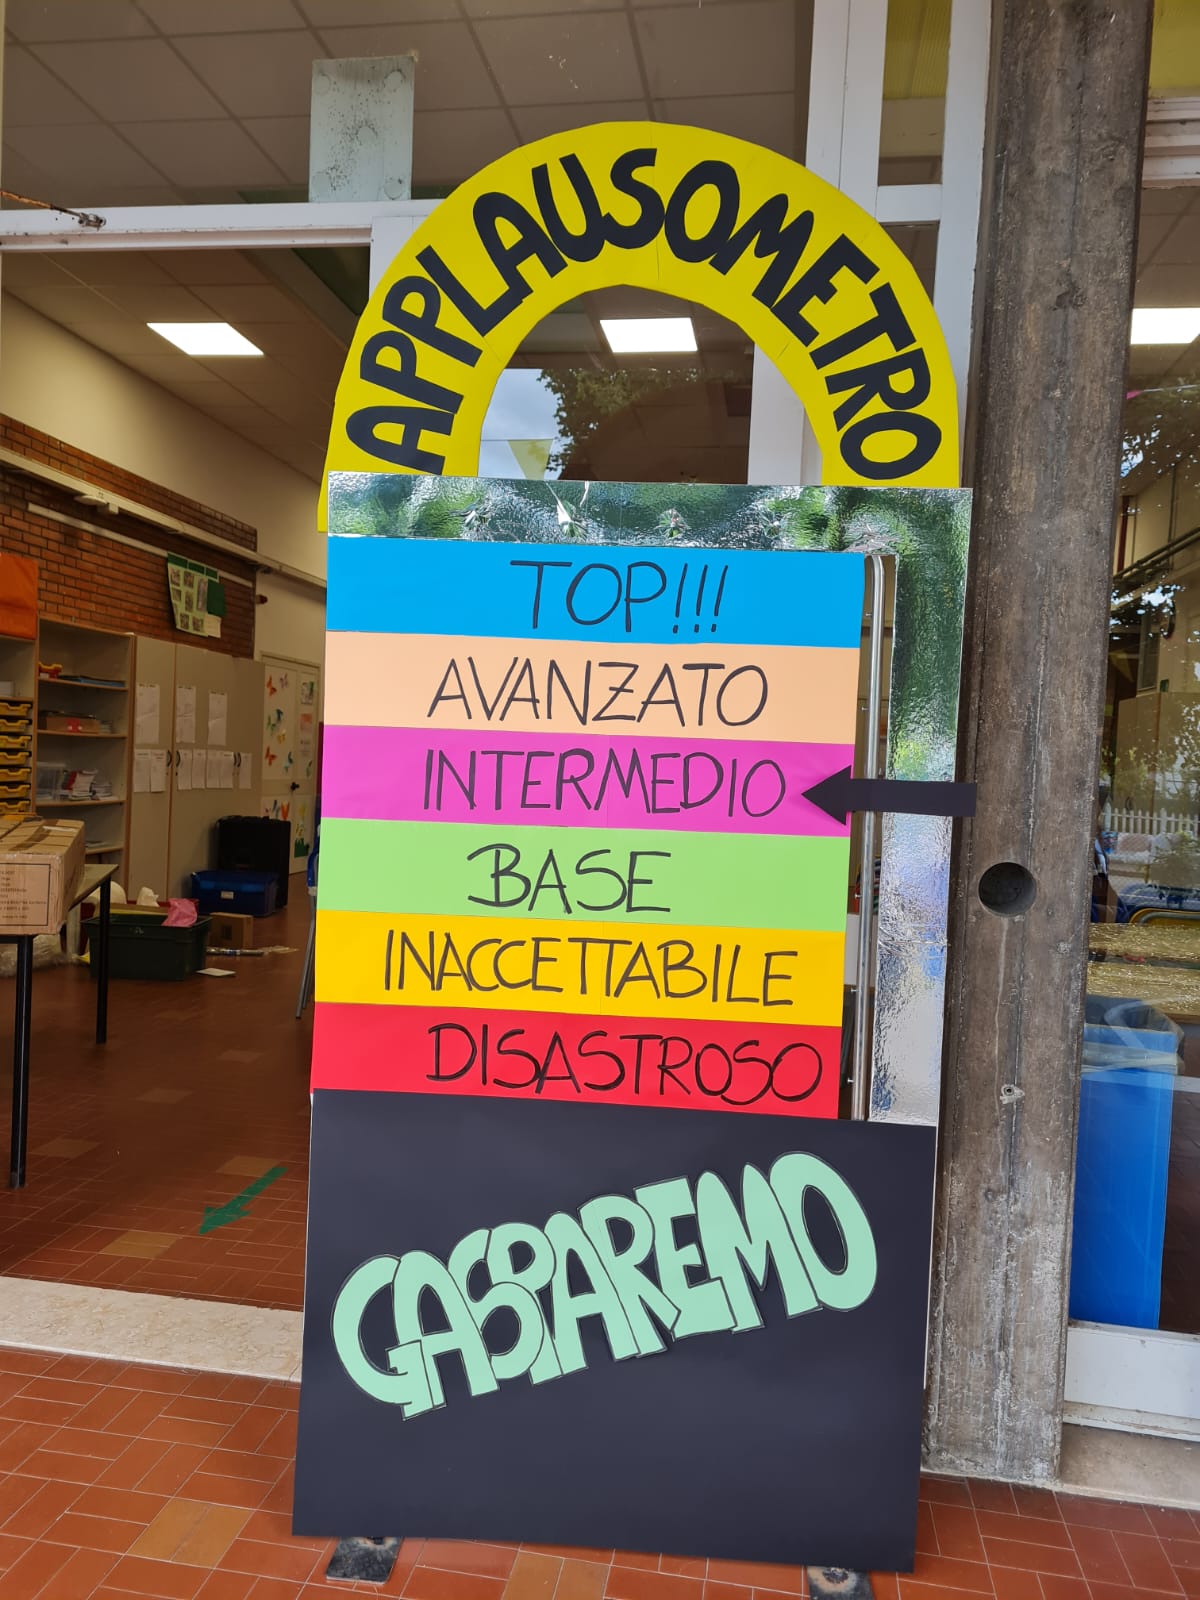 APPLAUSOMETRO
TOP!!!
AVANZATO
INTERMEDIO
BASE
INACCETTABILE
DISASTROSO
GASPAREMO